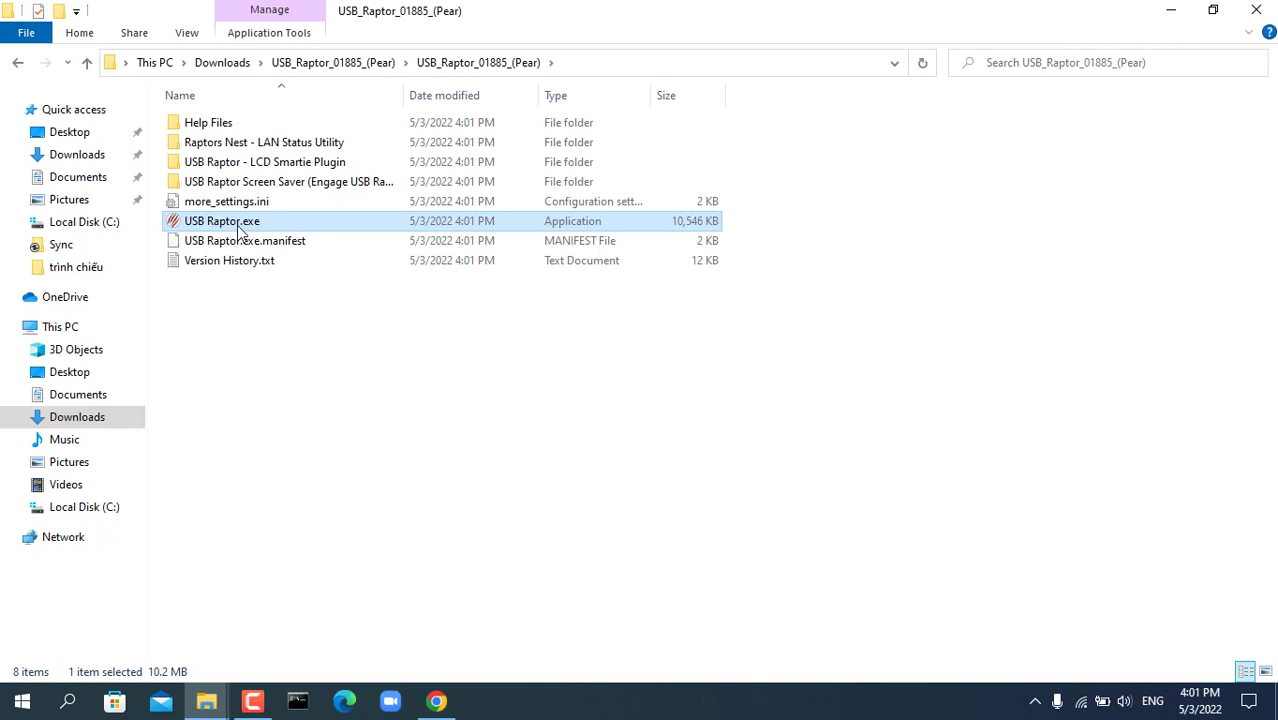 Manage
USB_Raptor_01885_(Pear)
File
Home
Share
View
Application Tools
This PC
Downloads
USB_Raptor_01885_(Pear)
USB_Raptor_01885_(Pear)
Search USB_Raptor_01885_(Pear)
Name
Date modified
Type
Size
Quick access
Desktop
Downloads
Documents
Pictures
Local Disk (C:)
Sync
trình chiếu
OneDrive
This PC
3D Objects
Desktop
Documents
Downloads
Music
Pictures
Videos
Local Disk (C:)
Network
Help Files 5/3/2022 4:01 PM File folder
Raptors Nest - LAN Status Utility 5/3/2022 4:01 PM File folder
USB Raptor - LCD Smartie Plugin 5/3/2022 4:01 PM File folder
USB Raptor Screen Saver (Engage USB Ra... 5/3/2022 4:01 PM File folder
more_settings.ini 5/3/2022 4:01 PM Configuration sett... 2 KB
USB Raptor.exe 5/3/2022 4:01 PM Application 10,546 KB
USB Raptor.exe.manifest 5/3/2022 4:01 PM MANIFEST File 2 KB
Version History.txt 5/3/2022 4:01 PM Text Document 12 KB
8 items
1 item selected 10.2 MB
ENG
4:01 PM
5/3/2022